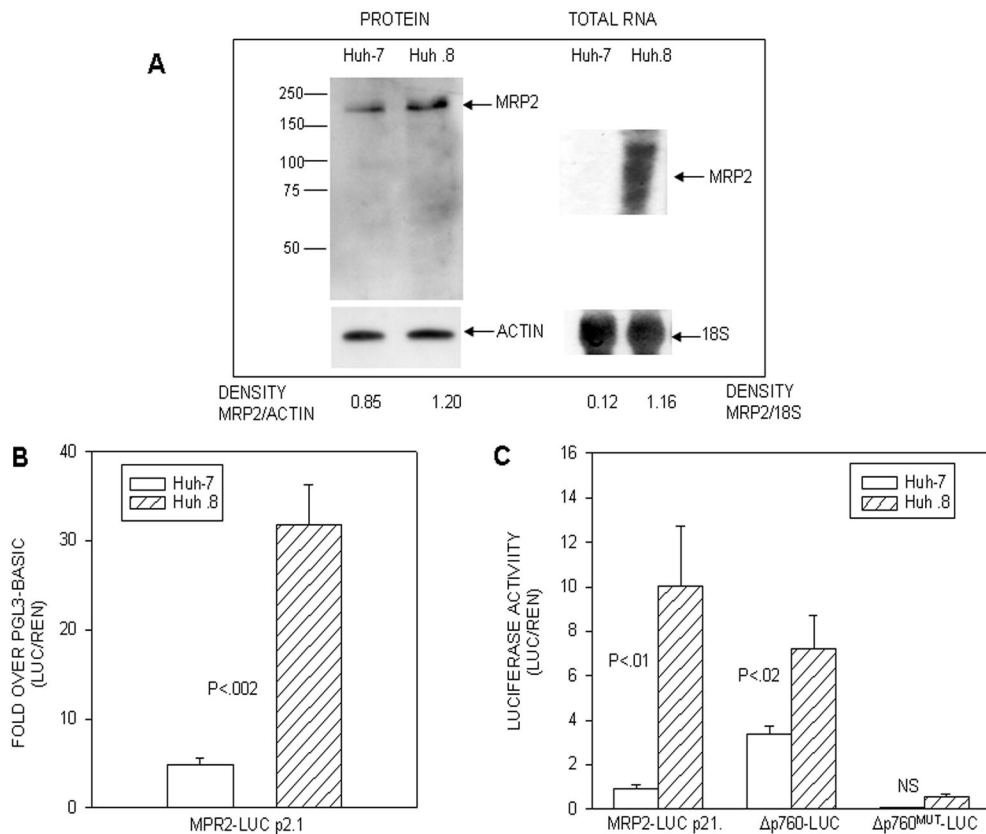 PROTEIN TOTAL RNA
A
Huh-7 Huh .8 Huh-7 Huh.8
250
150
100
75
50
MRP2
MRP2
ACTIN
18S
DENSITY
MRP2/ACTIN
0.85 1.20 0.12 1.16
DENSITY
MRP2/18S
B
FOLD OVER PGL3-BASIC
(LUC/REN)
40
30
20
10
0
Huh-7
Huh .8
P<.002
MPR2-LUC p2.1
C
LUCIFERASE ACTIVIITY
(LUC/REN)
16
14
12
10
8
6
4
2
0
Huh-7
Huh .8
P<.01
P<.02
NS
MRP2-LUC p21. Δp760-LUC Δp760MUT-LUC